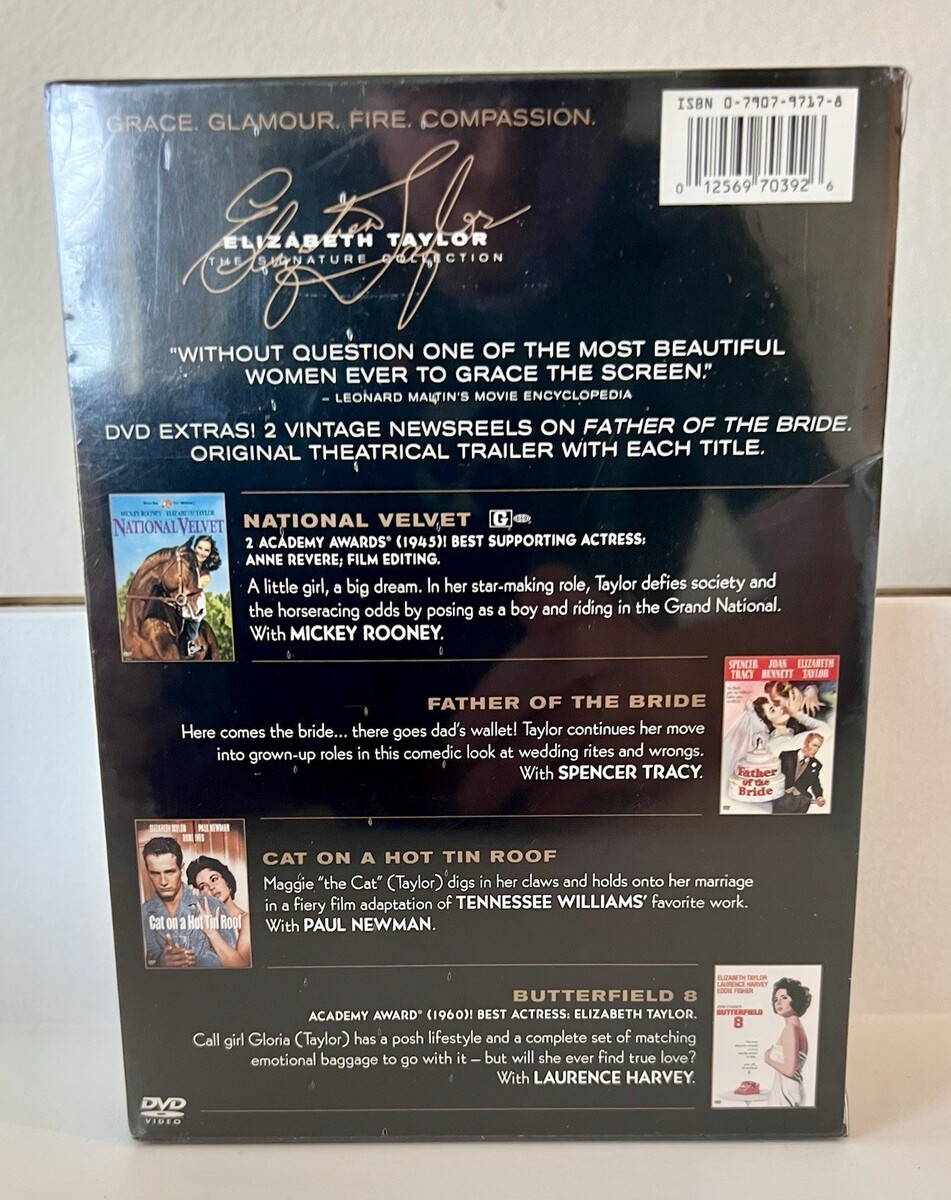 GRACE. GLAMOUR. FIRE. COMPASSION.
ISBN 0-7907-9717-8
0 12569 70392 6
Elizabeth Taylor
ELIZABETH TAYLOR
THE SIGNATURE COLLECTION
“WITHOUT QUESTION ONE OF THE MOST BEAUTIFUL
WOMEN EVER TO GRACE THE SCREEN.”
– LEONARD MALTIN'S MOVIE ENCYCLOPEDIA
DVD EXTRAS! 2 VINTAGE NEWSREELS ON FATHER OF THE BRIDE.
ORIGINAL THEATRICAL TRAILER WITH EACH TITLE.
MICKEY ROONEY ELIZABETH TAYLOR
NATIONAL VELVET
NATIONAL VELVET G
2 ACADEMY AWARDS® (1945)! BEST SUPPORTING ACTRESS:
ANNE REVERE; FILM EDITING.
A little girl, a big dream. In her star-making role, Taylor defies society and
the horseracing odds by posing as a boy and riding in the Grand National.
With MICKEY ROONEY.
FATHER OF THE BRIDE
Here comes the bride... there goes dad's wallet! Taylor continues her move
into grown-up roles in this comedic look at wedding rites and wrongs.
With SPENCER TRACY.
SPENCER TRACY JOAN BENNETT ELIZABETH TAYLOR
Father
of the
Bride
ELIZABETH TAYLOR PAUL NEWMAN
BURL IVES
Cat on a Hot Tin Roof
CAT ON A HOT TIN ROOF
Maggie “the Cat” (Taylor) digs in her claws and holds onto her marriage
in a fiery film adaptation of TENNESSEE WILLIAMS' favorite work.
With PAUL NEWMAN.
BUTTERFIELD 8
ACADEMY AWARD® (1960)! BEST ACTRESS: ELIZABETH TAYLOR.
Call girl Gloria (Taylor) has a posh lifestyle and a complete set of matching
emotional baggage to go with it – but will she ever find true love?
With LAURENCE HARVEY.
ELIZABETH TAYLOR
LAURENCE HARVEY
EDDIE FISHER
BUTTERFIELD
8
DVD
VIDEO